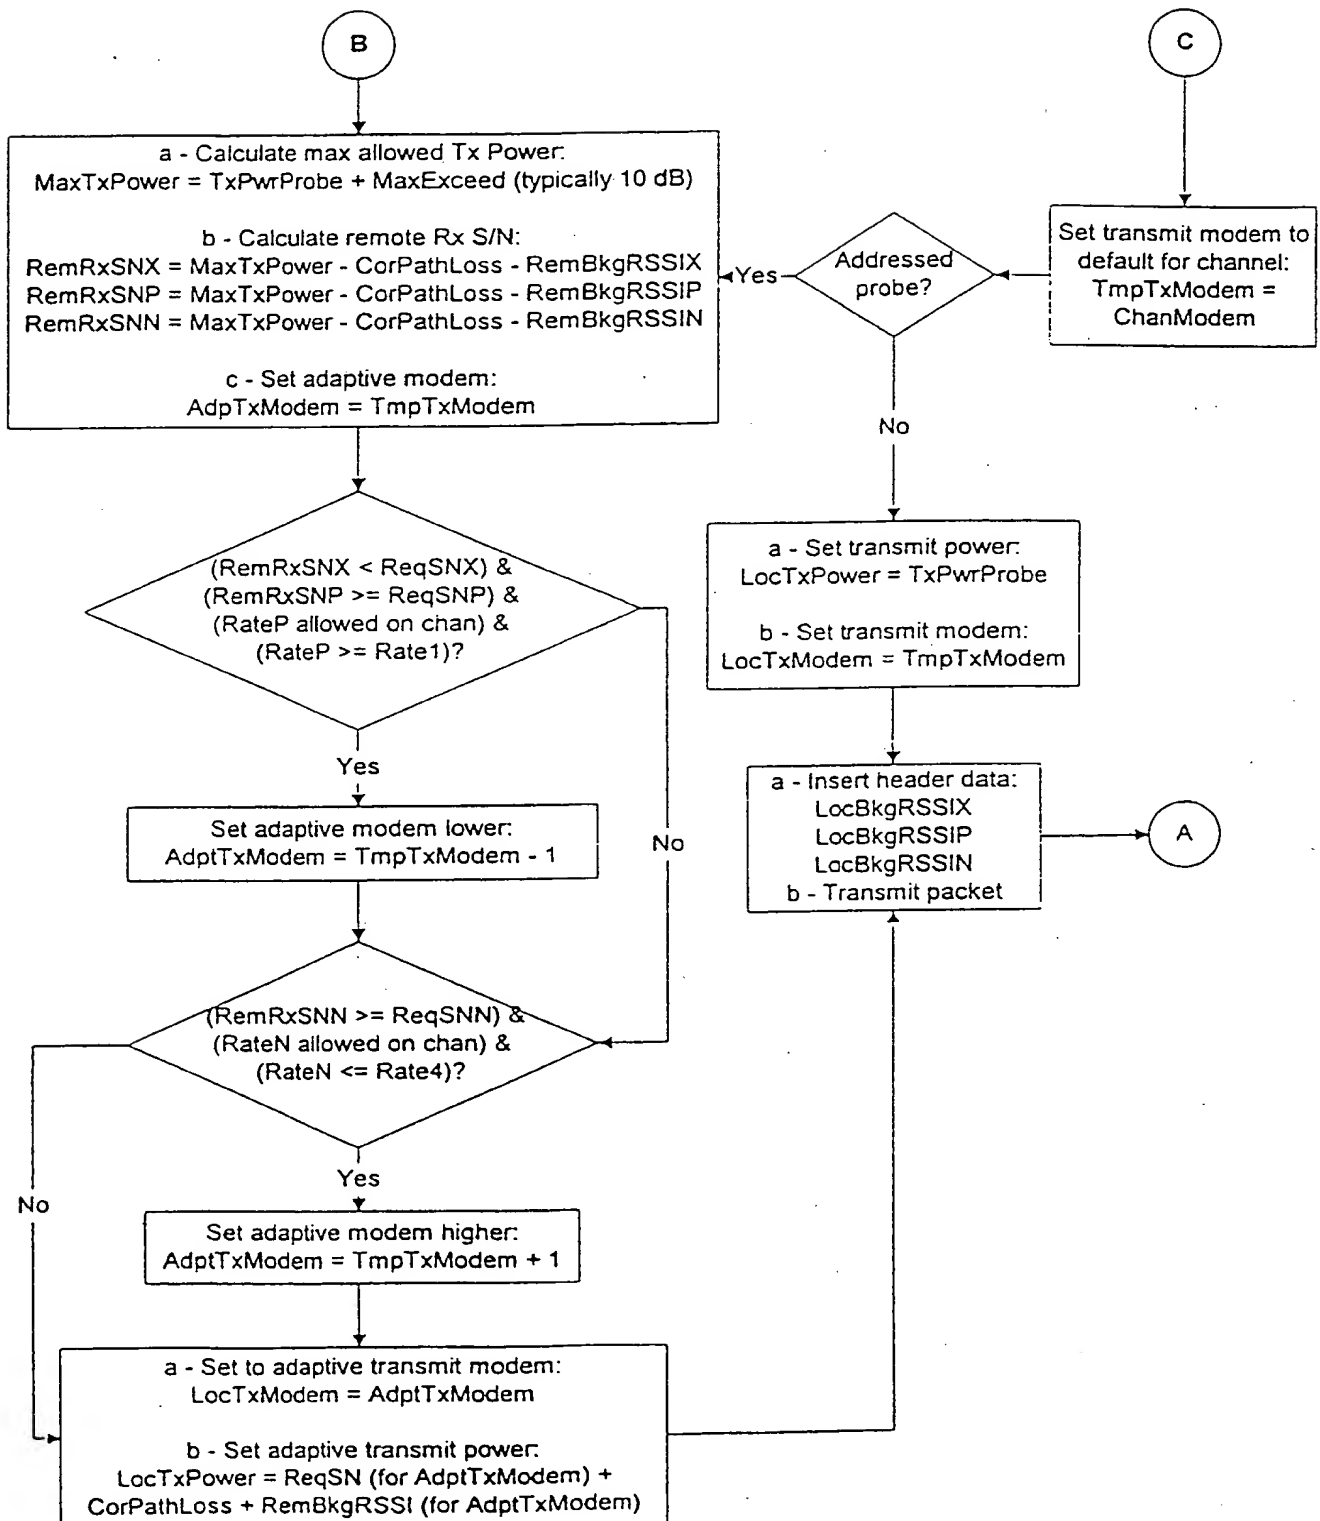 B
C
a - Calculate max allowed Tx Power:
MaxTxPower = TxPwrProbe + MaxExceed (typically 10 dB)
b - Calculate remote Rx S/N:
RemRxSNX = MaxTxPower - CorPathLoss - RemBkgRSSIX
RemRxSNP = MaxTxPower - CorPathLoss - RemBkgRSSIP
RemRxSNN = MaxTxPower - CorPathLoss - RemBkgRSSIN
c - Set adaptive modem:
AdpTxModem = TmpTxModem
Yes
Addressed
probe?
Set transmit modem to
default for channel:
TmpTxModem =
ChanModem
No
(RemRxSNX < ReqSNX) &
(RemRxSNP >= ReqSNP) &
(RateP allowed on chan) &
(RateP >= Rate1)?
a - Set transmit power:
LocTxPower = TxPwrProbe
b - Set transmit modem:
LocTxModem = TmpTxModem
Yes
Set adaptive modem lower:
AdptTxModem = TmpTxModem - 1
No
a - Insert header data:
LocBkgRSSIX
LocBkgRSSIP
LocBkgRSSIN
b - Transmit packet
A
(RemRxSNN >= ReqSNN) &
(RateN allowed on chan) &
(RateN <= Rate4)?
Yes
No
Set adaptive modem higher:
AdptTxModem = TmpTxModem + 1
a - Set to adaptive transmit modem:
LocTxModem = AdptTxModem
b - Set adaptive transmit power:
LocTxPower = ReqSN (for AdptTxModem) +
CorPathLoss + RemBkgRSSI (for AdptTxModem)